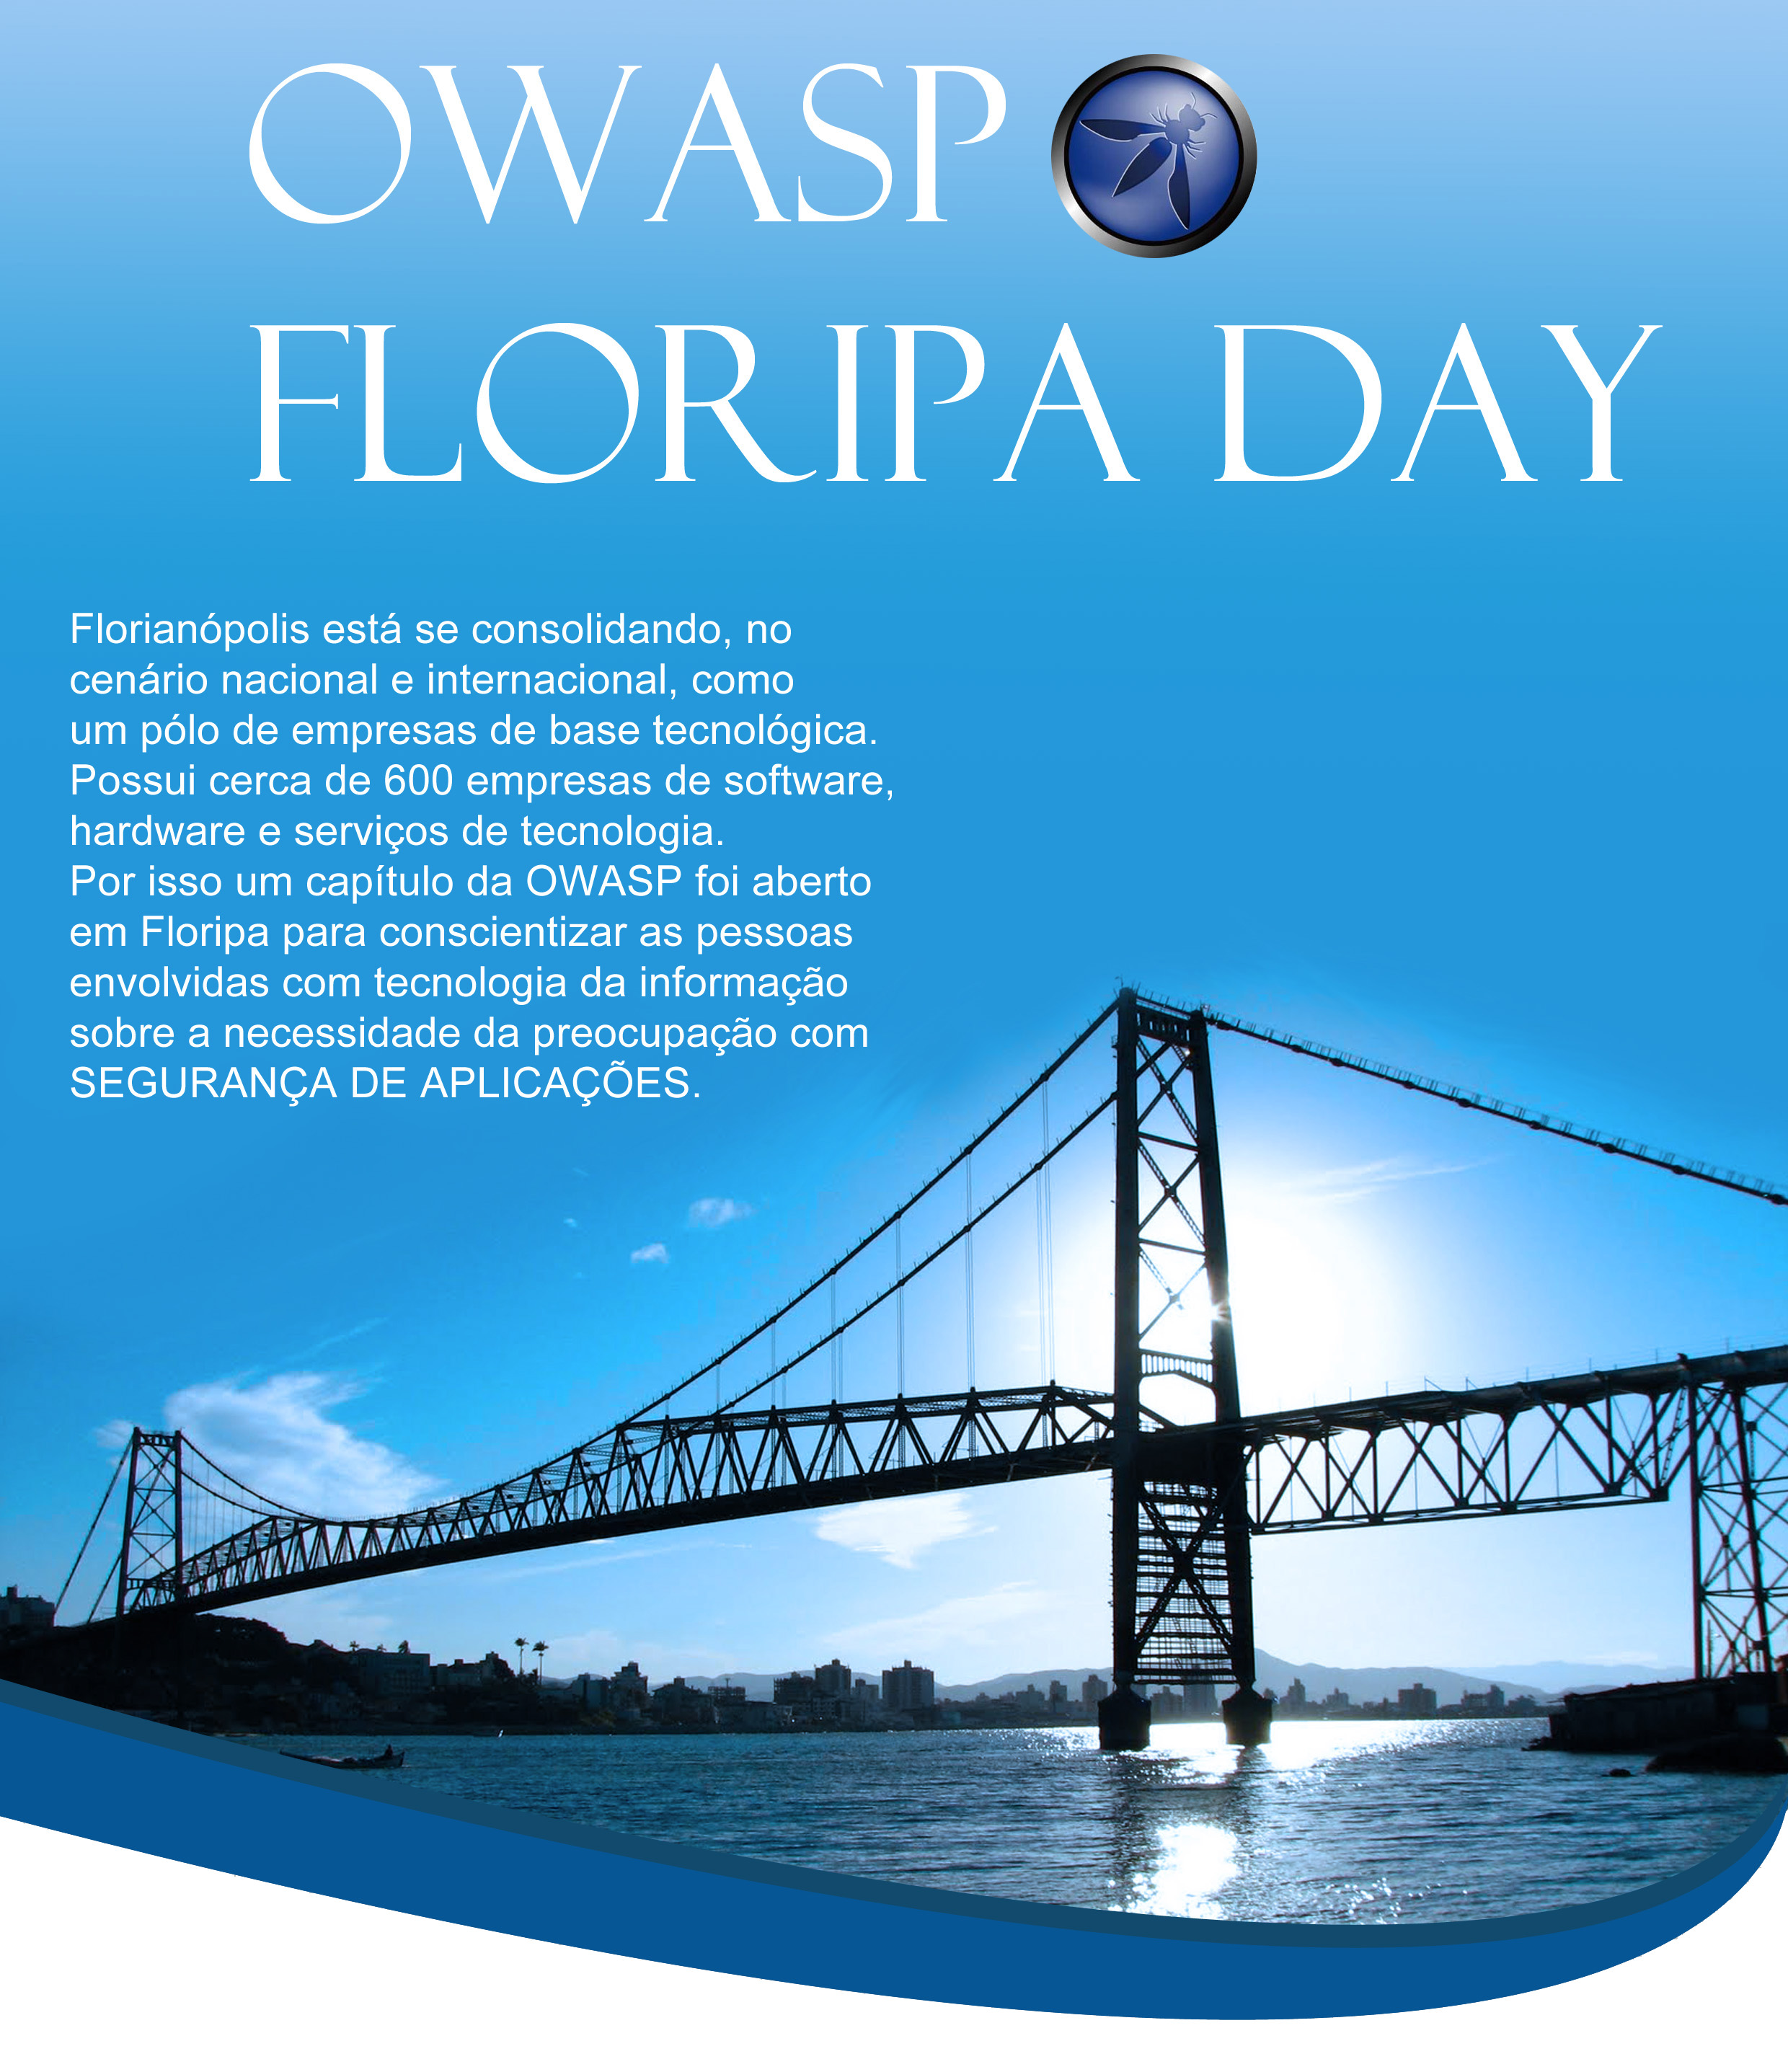 OWASP
FLORIPA DAY
Florianópolis está se consolidando, no
cenário nacional e internacional, como
um pólo de empresas de base tecnológica.
Possui cerca de 600 empresas de software,
hardware e serviços de tecnologia.
Por isso um capítulo da OWASP foi aberto
em Floripa para conscientizar as pessoas
envolvidas com tecnologia da informação
sobre a necessidade da preocupação com
SEGURANÇA DE APLICAÇÕES.